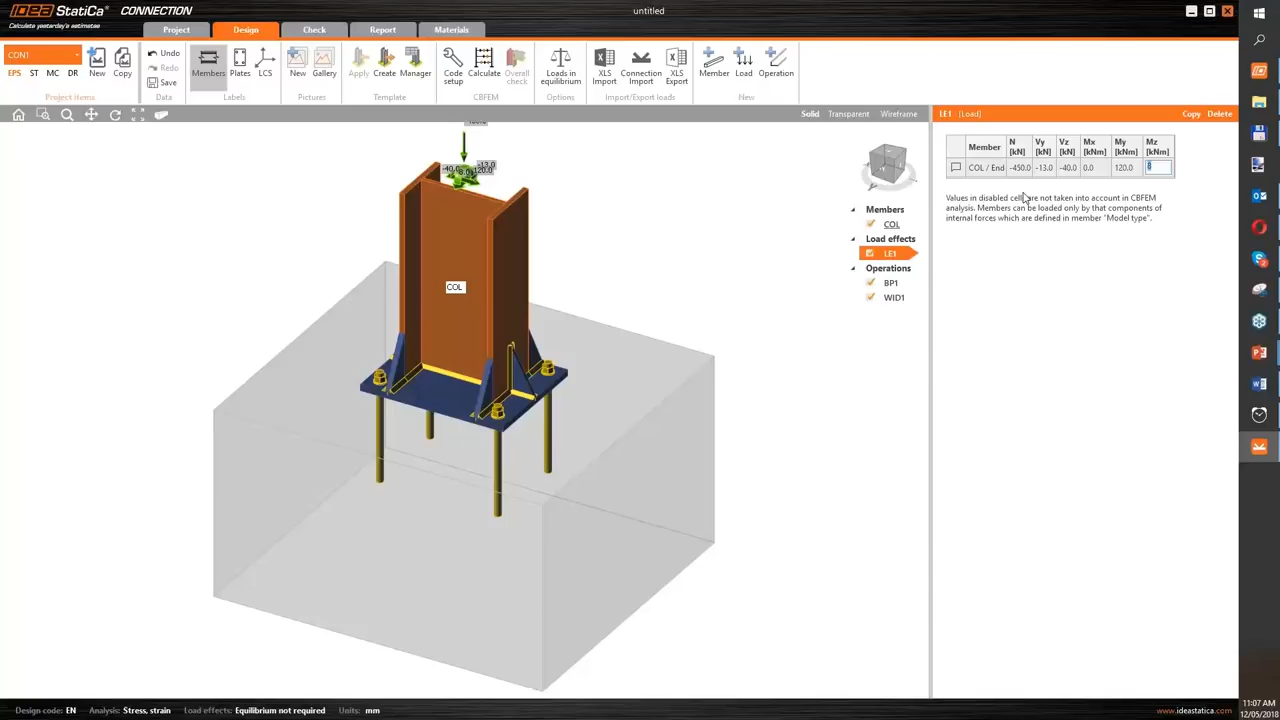 IDEA StatiCa CONNECTION
Calculate yesterday's estimates
untitled
Project Design Check Report Materials
CON1
EPS ST MC DR
New Copy
Undo
Redo
Save
Members Plates LCS
New Gallery
Apply Create Manager
Code setup Calculate Overall check
Loads in equilibrium
XLS Import Connection Import XLS Export
Member Load Operation
Project items Data Labels Pictures Template CBFEM Options Import/Export loads New
Solid Transparent Wireframe
LE1 [Load] Copy Delete
Member N [kN] Vy [kN] Vz [kN] Mx [kNm] My [kNm] Mz [kNm]
COL / End -450.0 -13.0 -40.0 0.0 120.0
Values in disabled cells are not taken into account in CBFEM
analysis. Members can be loaded only by that components of
internal forces which are defined in member "Model type".
-40.0 -13.0
120.0
COL
Members
COL
Load effects
LE1
Operations
BP1
WID1
Design code: EN Analysis: Stress, strain Load effects: Equilibrium not required Units: mm
www.ideastatica.com
11:07 AM
12/05/2018